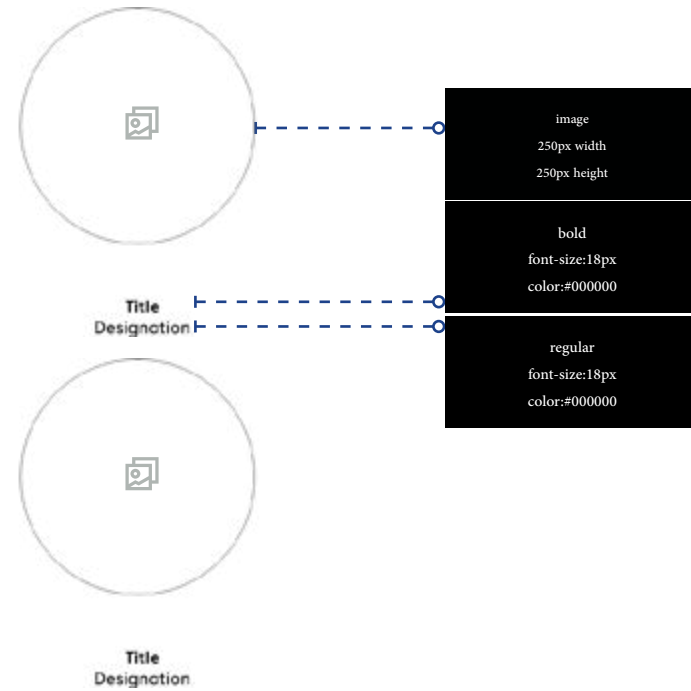 image
250px width
250px height
bold
font-size:18px
color:#000000
Title
Designation
regular
font-size:18px
color:#000000
Title
Designation